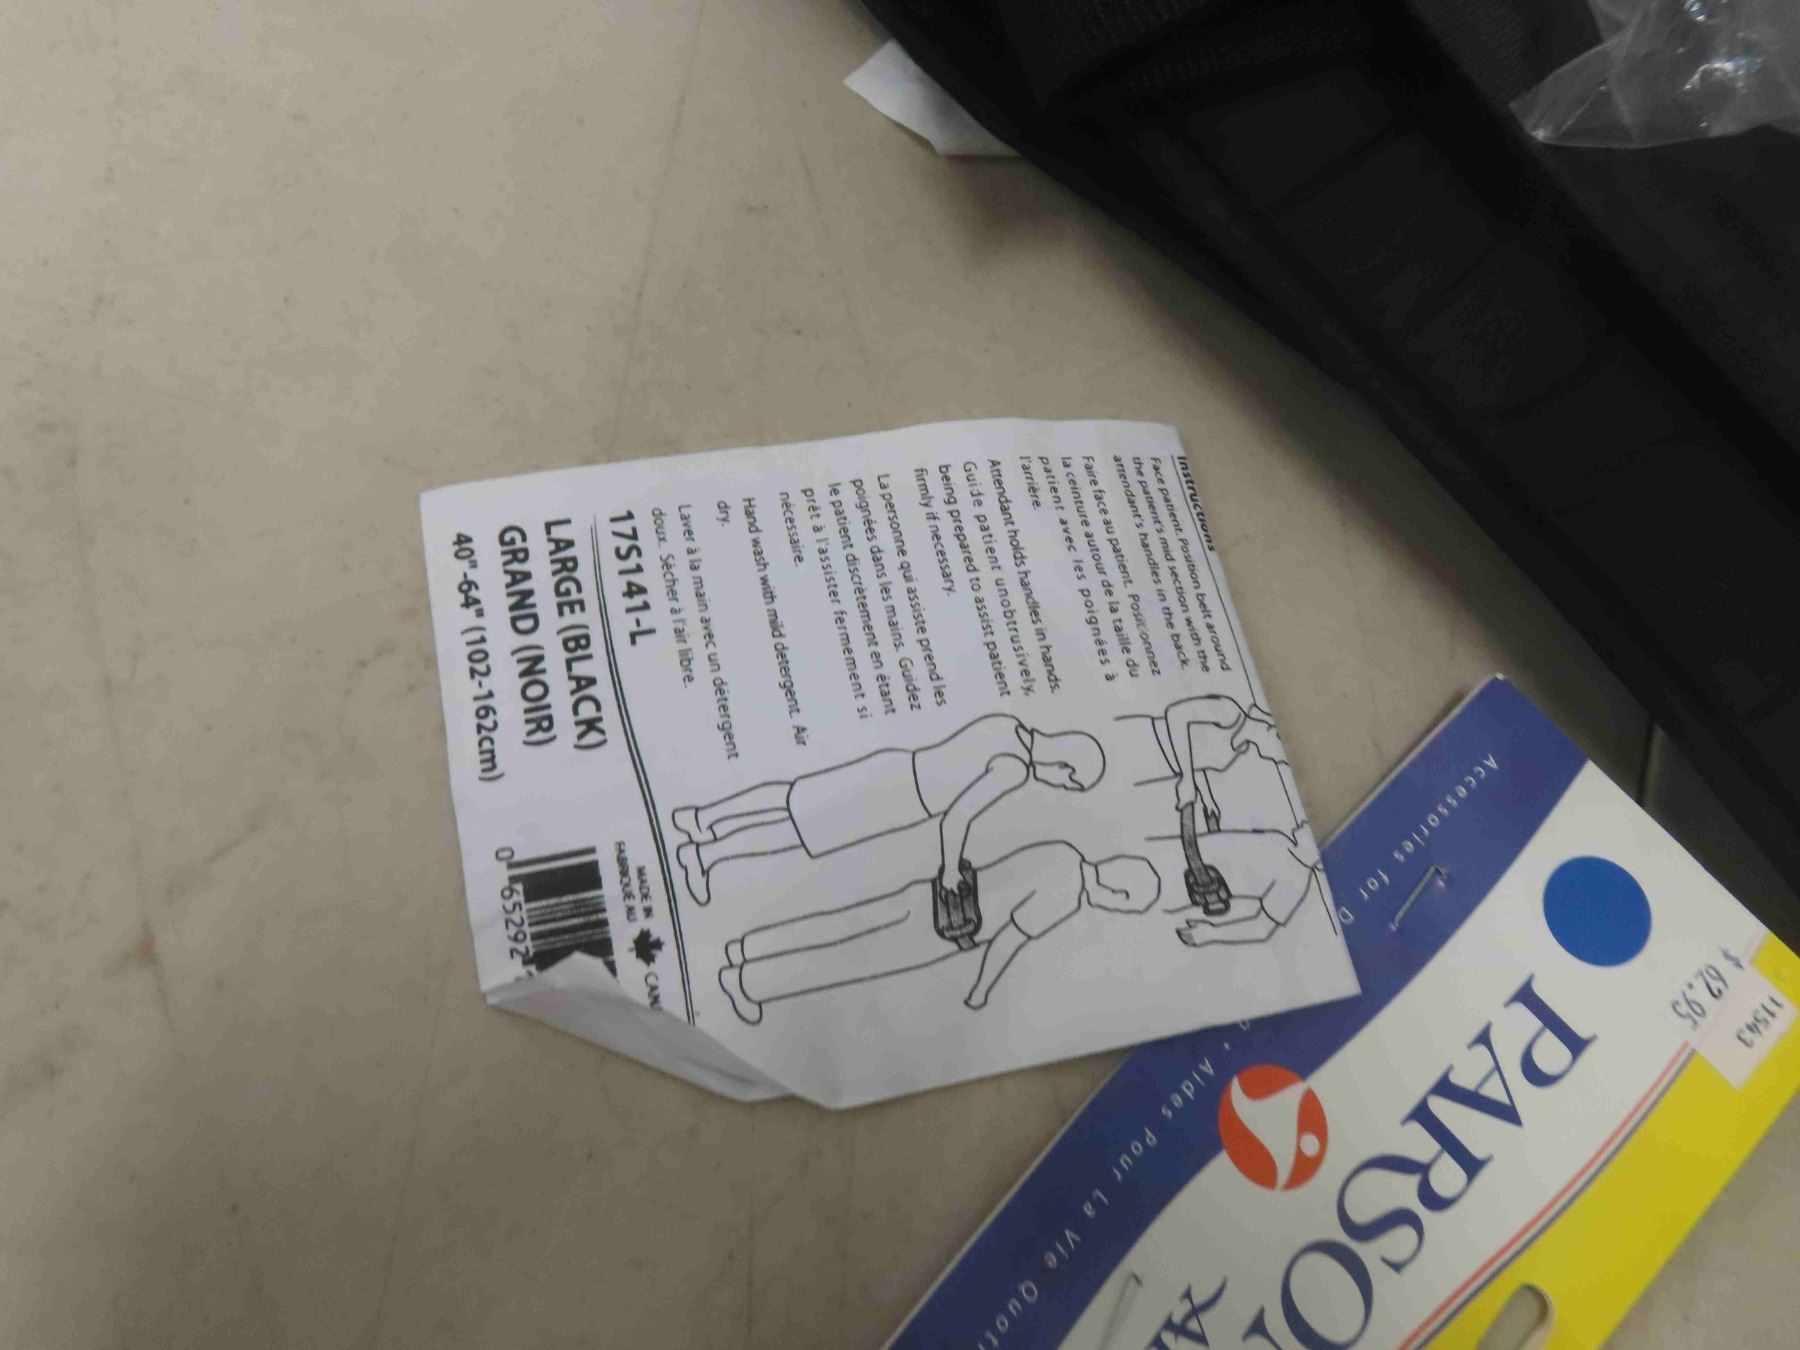 Instructions
Face patient. Position belt around
the patient's mid section with the
attendant's handles in the back.
Faire face au patient. Positionnez
la ceinture autour de la taille du
patient avec les poignées à
l'arrière.
Attendant holds handles in hands.
Guide patient unobtrusively,
being prepared to assist patient
firmly if necessary.
La personne qui assiste prend les
poignées dans les mains. Guidez
le patient discrètement en étant
prêt à l'assister fermement si
nécessaire.
Hand wash with mild detergent. Air
dry.
Laver à la main avec un détergent
doux. Sècher à l'air libre.
17S141-L
LARGE (BLACK)
GRAND (NOIR)
40"-64" (102-162cm)
MADE IN
FABRIQUÉ AU
CAN
0 65292
Accessories for D
• Aides Pour La Vie Quoti
PARSO
11543
$ 62.95